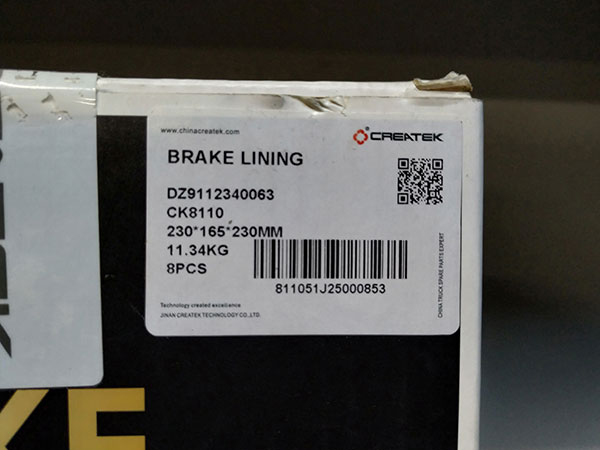 www.chinacreatek.com
CREATEK
BRAKE LINING
DZ9112340063
CK8110
230*165*230MM
11.34KG
8PCS
811051J25000853
CHINA TRUCK SPARE PARTS EXPERT
Technology created excellence
JINAN CREATEK TECHNOLOGY CO.,LTD.
KE